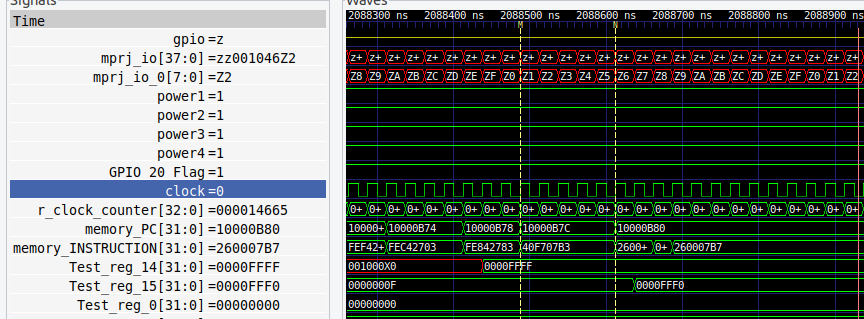 Signals
Waves
Time
2088300 ns 2088400 ns 2088500 ns 2088600 ns 2088700 ns 2088800 ns 2088900 ns
M N
gpio=z
mprj_io[37:0]=zz001046Z2
z+ z+ z+ z+ z+ z+ z+ z+ z+ z+ z+ z+ z+ z+ z+ z+ z+ z+ z+ z+ z+ z+ z+ z+ z+ z+ z+
mprj_io_0[7:0]=Z2
Z8 Z9 ZA ZB ZC ZD ZE ZF Z0 Z1 Z2 Z3 Z4 Z5 Z6 Z7 Z8 Z9 ZA ZB ZC ZD ZE ZF Z0 Z1 Z2
power1=1
power2=1
power3=1
power4=1
GPIO 20 Flag=1
clock=0
r_clock_counter[32:0]=000014665
0+ 0+ 0+ 0+ 0+ 0+ 0+ 0+ 0+ 0+ 0+ 0+ 0+ 0+ 0+ 0+ 0+ 0+ 0+ 0+ 0+ 0+ 0+ 0+ 0+ 0+ 0+
memory_PC[31:0]=10000B80
10000+ 10000B74 10000B78 10000B7C 10000B80
memory_INSTRUCTION[31:0]=260007B7
FEF42+ FEC42703 FE842783 40F707B3 2600+ 0+ 260007B7
Test_reg_14[31:0]=0000FFFF
001000X0 0000FFFF
Test_reg_15[31:0]=0000FFF0
0000000F 0000FFF0
Test_reg_0[31:0]=00000000
00000000